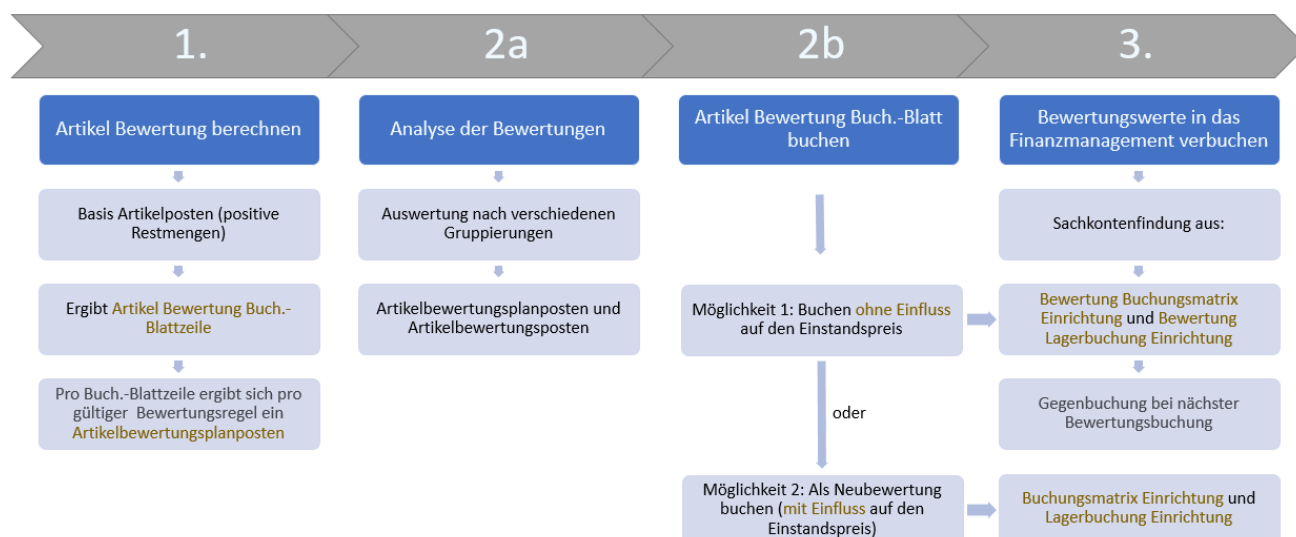 1.
2a
2b
3.
Artikel Bewertung berechnen
Analyse der Bewertungen
Artikel Bewertung Buch.-Blatt
buchen
Bewertungswerte in das
Finanzmanagement verbuchen
Basis Artikelposten (positive
Restmengen)
Auswertung nach verschiedenen
Gruppierungen
Sachkontenfindung aus:
Ergibt Artikel Bewertung Buch.-
Blattzeile
Artikelbewertungsplanposten und
Artikelbewertungsposten
Möglichkeit 1: Buchen ohne Einfluss
auf den Einstandspreis
Bewertung Buchungsmatrix
Einrichtung und Bewertung
Lagerbuchung Einrichtung
Pro Buch.-Blattzeile ergibt sich pro
gültiger Bewertungsregel ein
Artikelbewertungsplanposten
oder
Gegenbuchung bei nächster
Bewertungsbuchung
Möglichkeit 2: Als Neubewertung
buchen (mit Einfluss auf den
Einstandspreis)
Buchungsmatrix Einrichtung und
Lagerbuchung Einrichtung